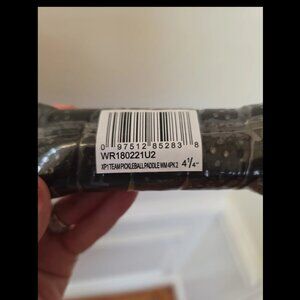 0 97512 85283 8
WR180221U2
XP1 TEAM PICKLEBALL PADDLE WM 4PK 2 4 1/4"